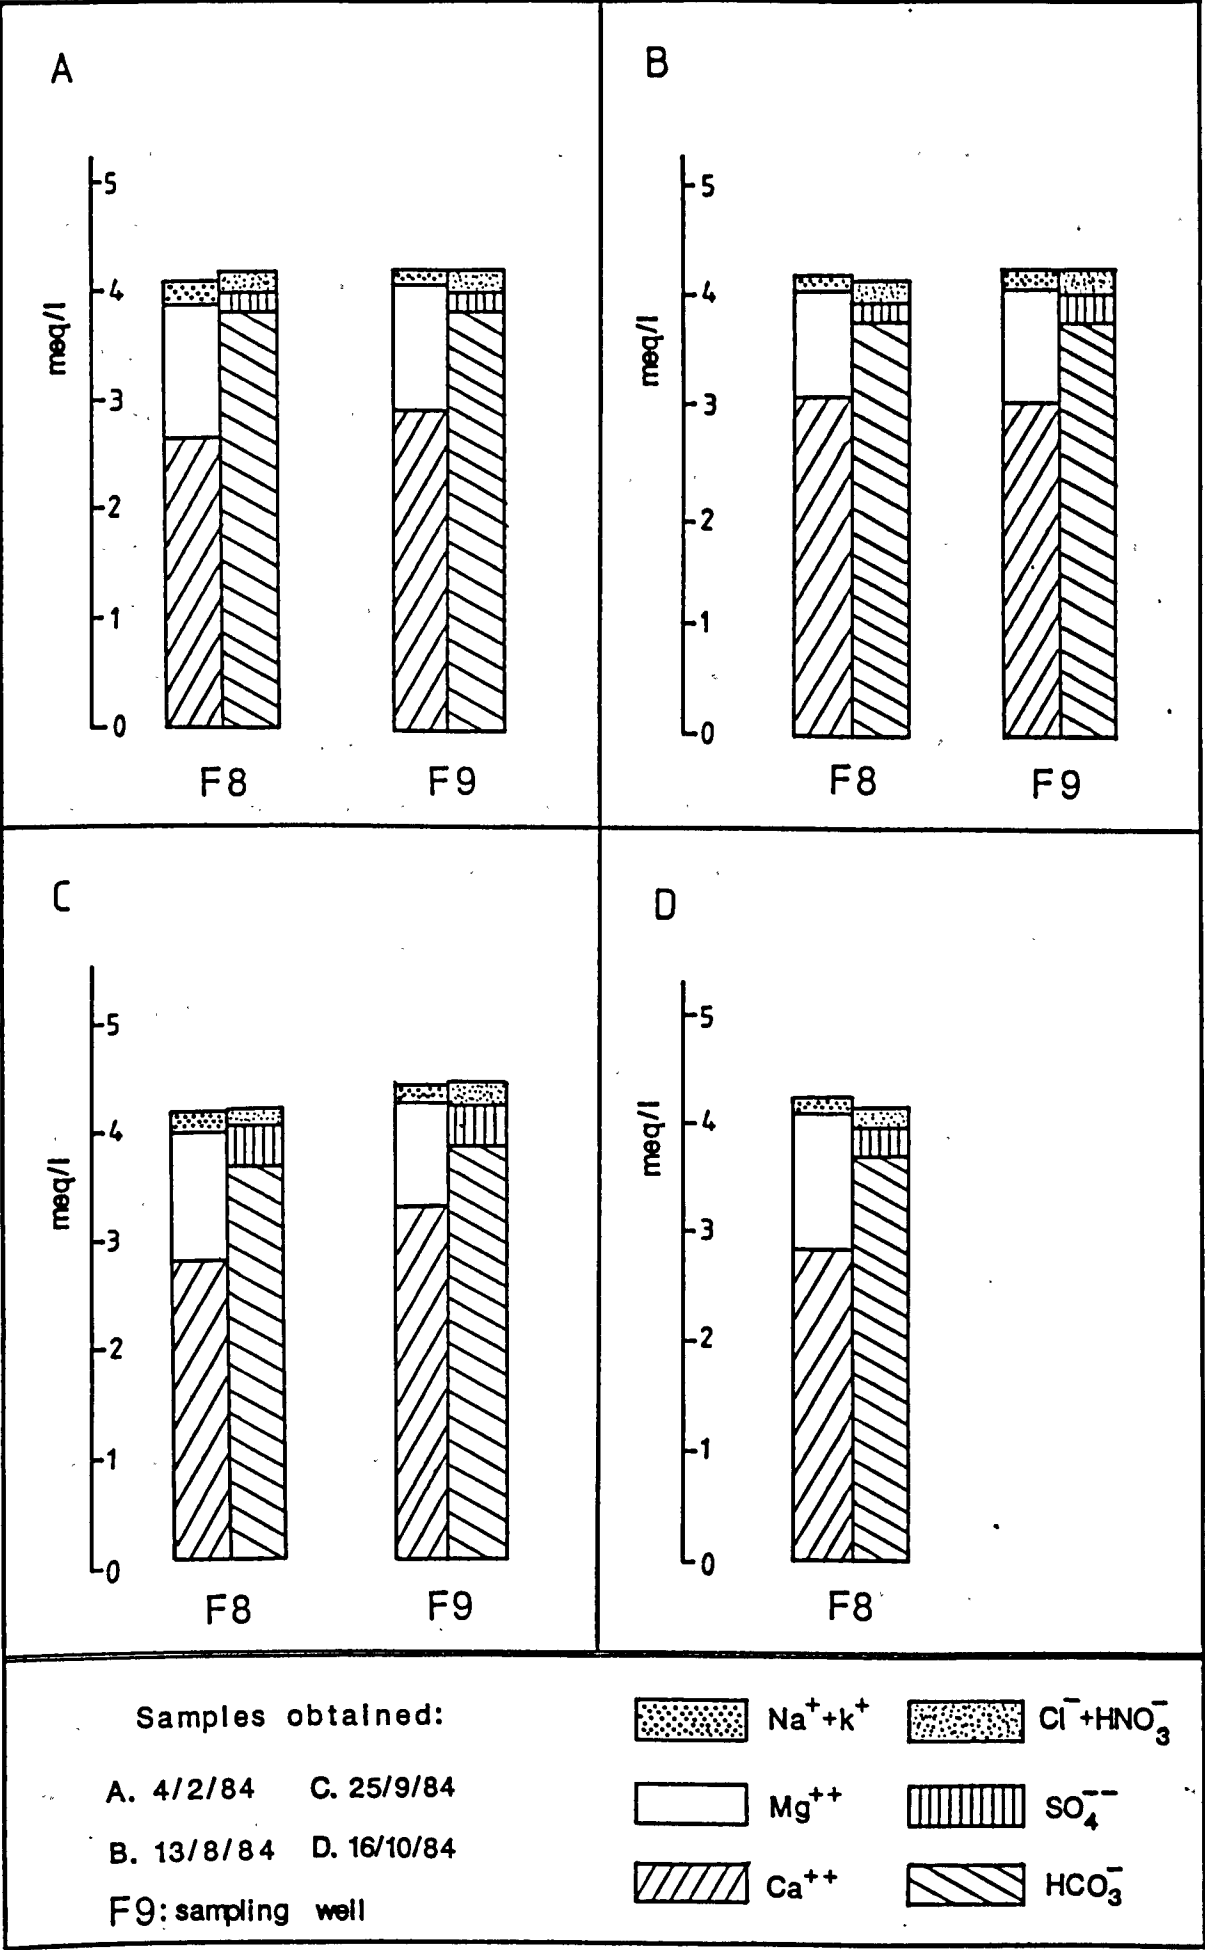 A
5
4
3
2
1
0
meq/l
F8 F9
B
5
4
3
2
1
0
meq/l
F8 F9
C
5
4
3
2
1
0
meq/l
F8 F9
D
5
4
3
2
1
0
meq/l
F8
Samples obtained:
A. 4/2/84 C. 25/9/84
B. 13/8/84 D. 16/10/84
F9: sampling well
Na⁺+k⁺ Cl⁻+HNO₃⁻
Mg⁺⁺ SO₄⁻⁻
Ca⁺⁺ HCO₃⁻